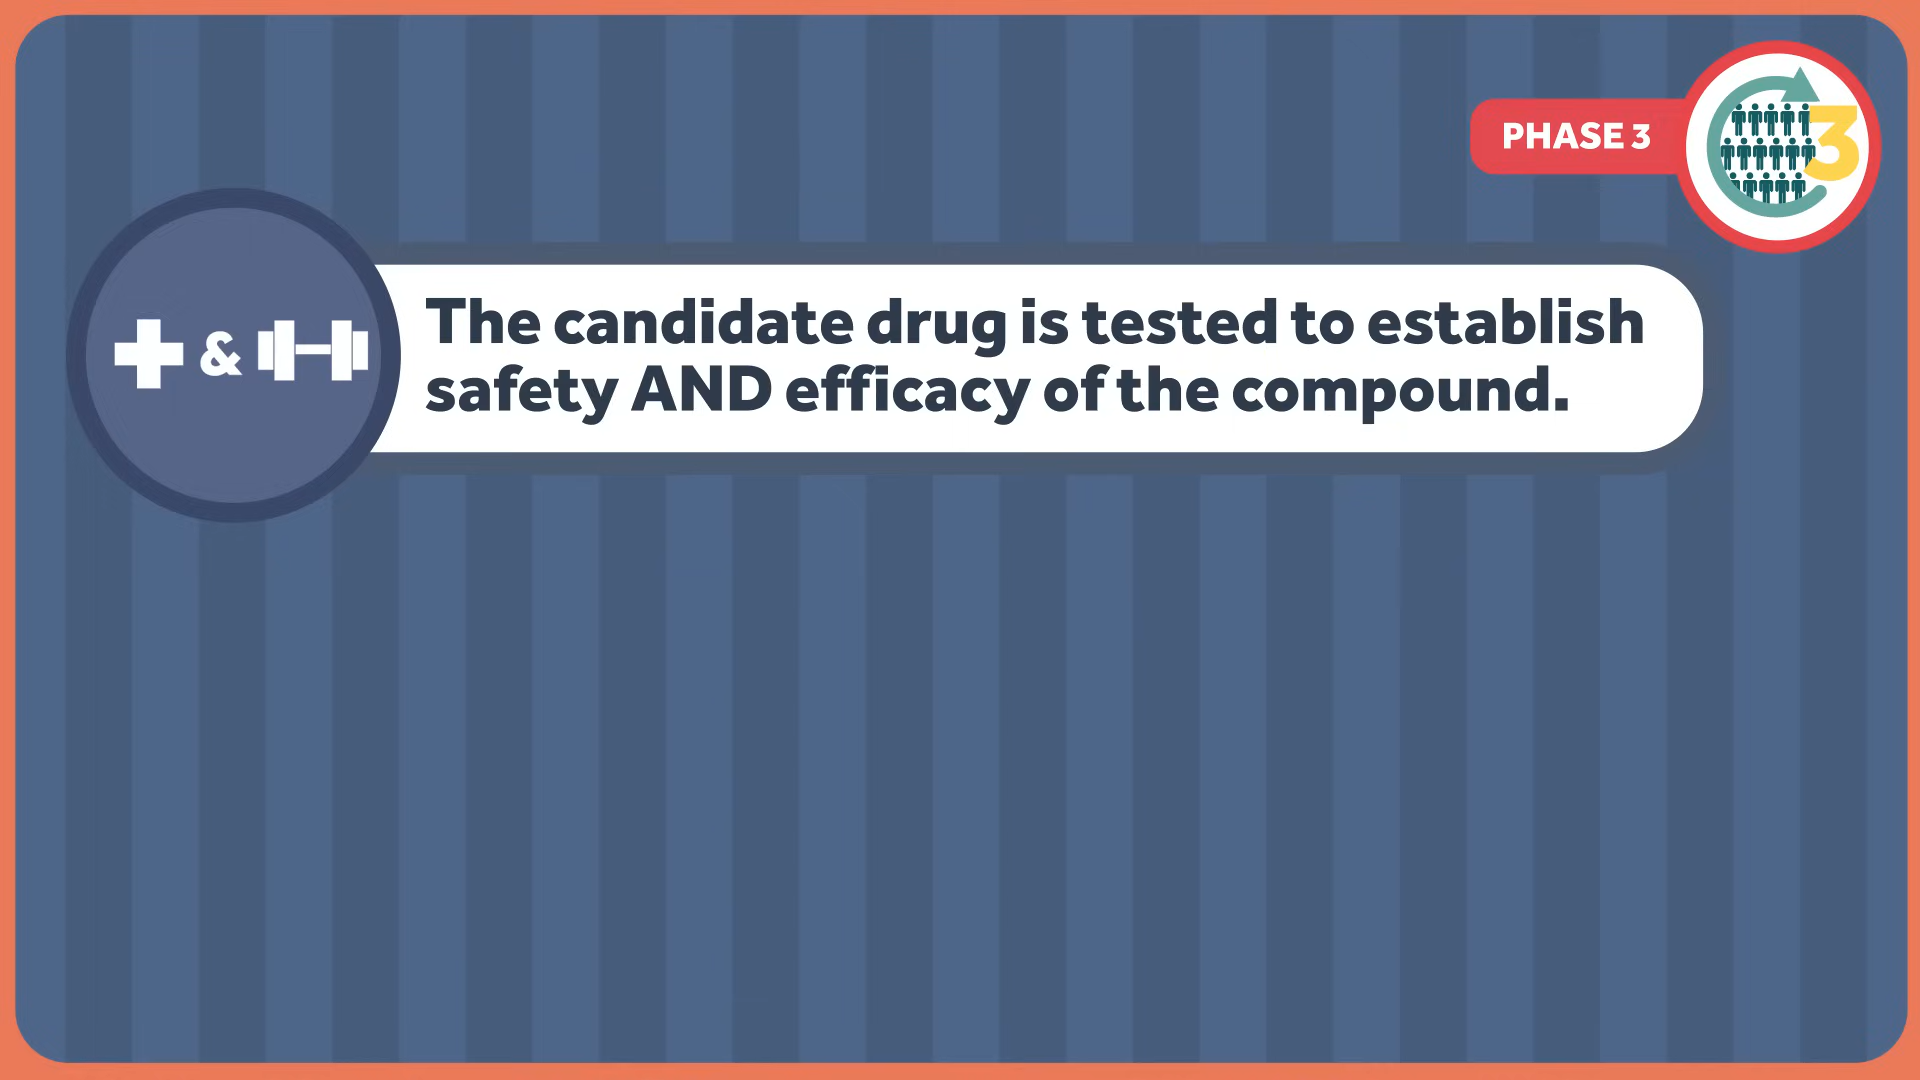 PHASE 3
3
&
The candidate drug is tested to establish
safety AND efficacy of the compound.